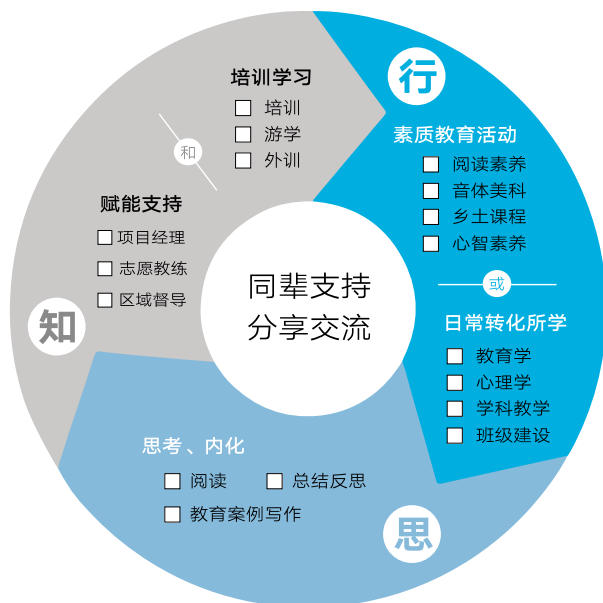 知
培训学习
培训
游学
外训
和
赋能支持
项目经理
志愿教练
区域督导
行
素质教育活动
阅读素养
音体美科
乡土课程
心智素养
或
日常转化所学
教育学
心理学
学科教学
班级建设
思
思考、内化
阅读
总结反思
教育案例写作
同辈支持
分享交流